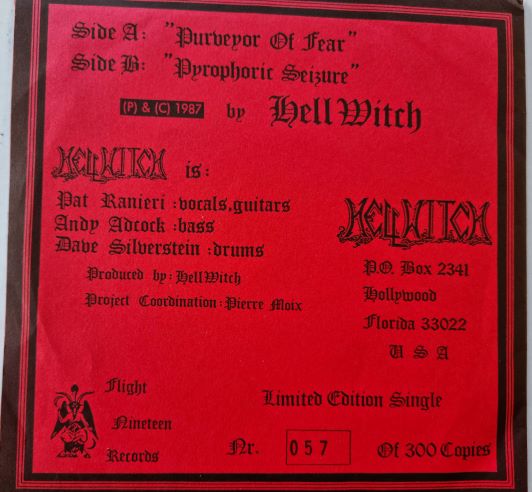 Side A: "Purveyor Of Fear"
Side B: "Pyrophoric Seizure"
(P) & (C) 1987 by HellWitch
HELLWITCH is:
Pat Ranieri :vocals,guitars
Andy Adcock :bass
Dave Silverstein :drums
Produced by: HellWitch
Project Coordination:Pierre Moix
HELLWITCH
P.O. Box 2341
Hollywood
Florida 33022
U S A
Flight
Nineteen
Records
Limited Edition Single
Nr. 057 Of 300 Copies